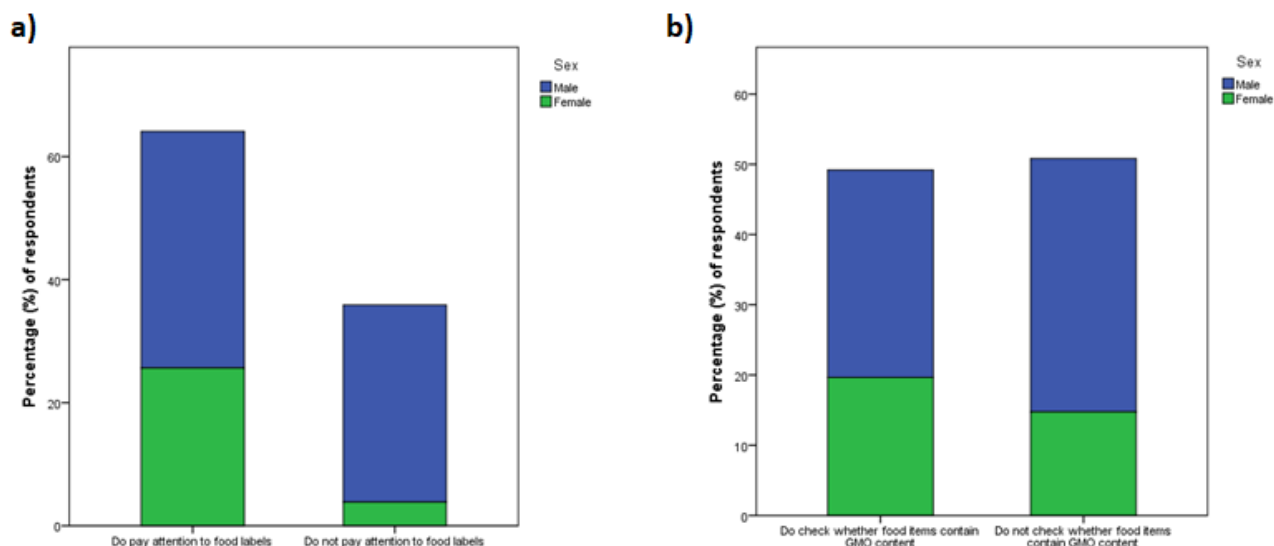 a)
Sex
Male
Female
Percentage (%) of respondents
60
40
20
0
Do pay attention to food labels
Do not pay attention to food labels
b)
Sex
Male
Female
Percentage (%) of respondents
60
50
40
30
20
10
0
Do check whether food items contain
GMO content
Do not check whether food items
contain GMO content